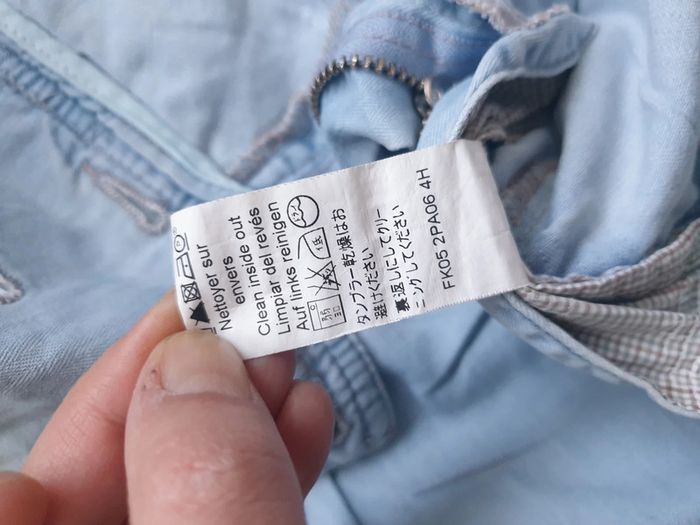 Nettoyer sur
envers
Clean inside out
Limpiar del revés
Auf links reinigen
低
タンブラー乾燥はお
避けください
裏返しにしてクリー
ニングしてください
FK05 2PA06 4H